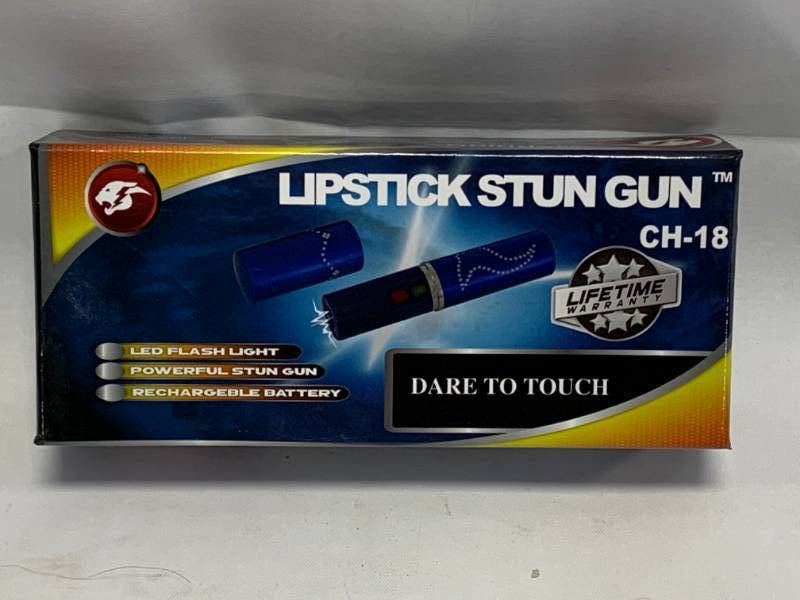 LIPSTICK STUN GUN ™
CH-18
LIFETIME
WARRANTY
LED FLASH LIGHT
POWERFUL STUN GUN
RECHARGEBLE BATTERY
DARE TO TOUCH